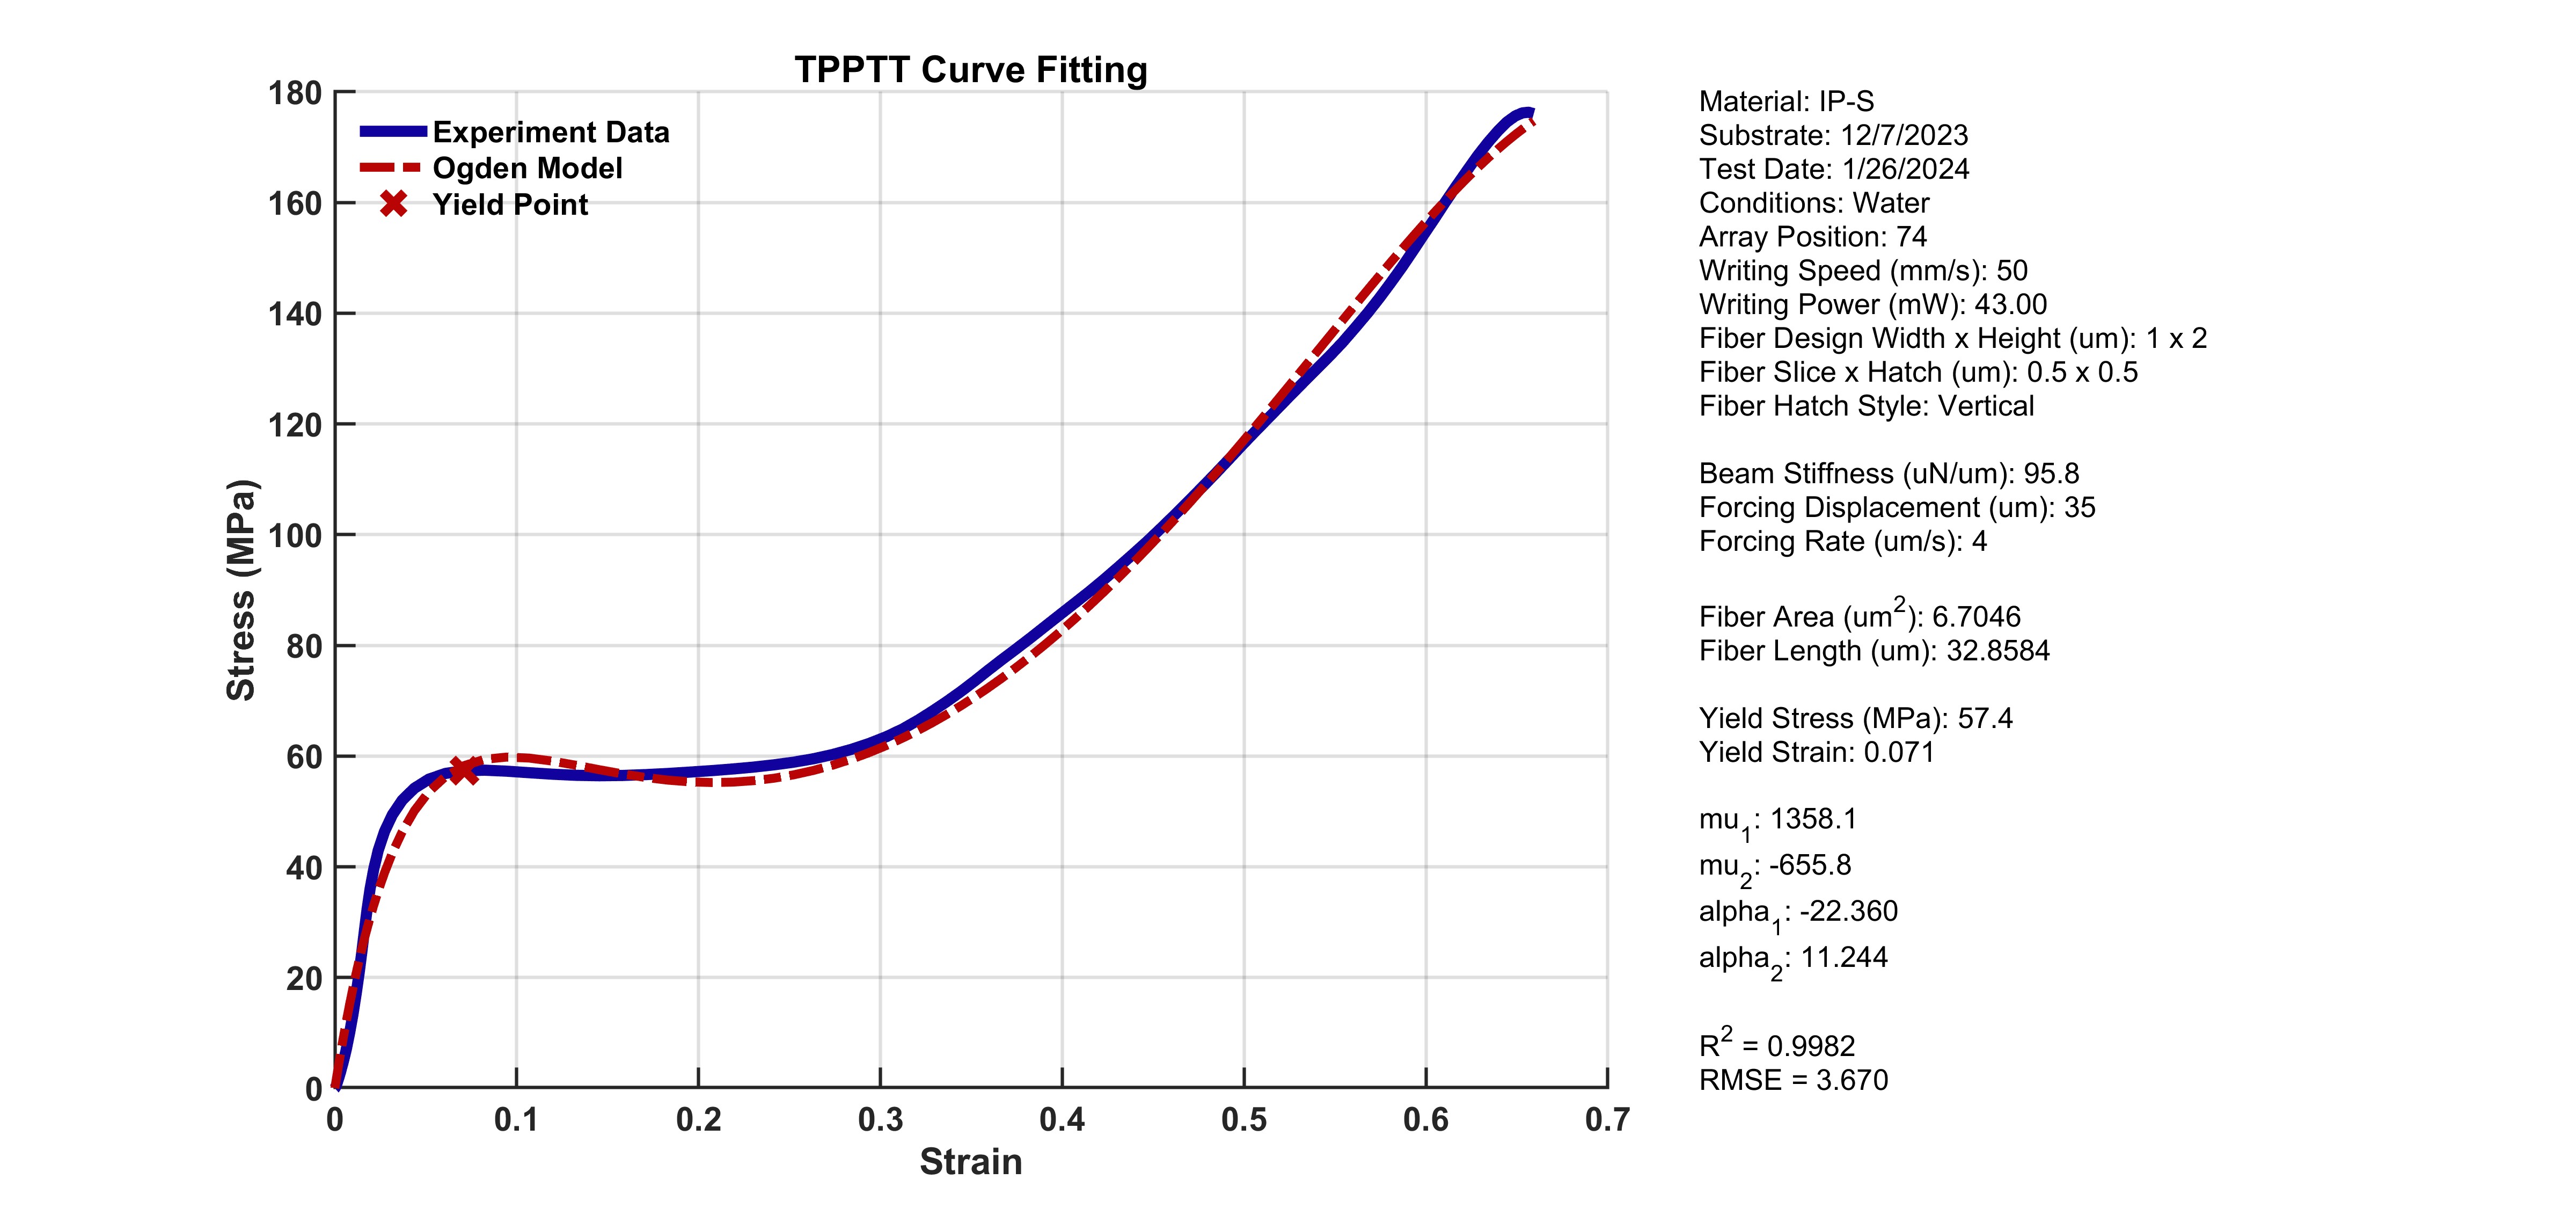 TPPTT Curve Fitting
180
160
140
120
100
80
60
40
20
0
Stress (MPa)
Experiment Data
Ogden Model
Yield Point
0 0.1 0.2 0.3 0.4 0.5 0.6 0.7
Strain
Material: IP-S
Substrate: 12/7/2023
Test Date: 1/26/2024
Conditions: Water
Array Position: 74
Writing Speed (mm/s): 50
Writing Power (mW): 43.00
Fiber Design Width x Height (um): 1 x 2
Fiber Slice x Hatch (um): 0.5 x 0.5
Fiber Hatch Style: Vertical
Beam Stiffness (uN/um): 95.8
Forcing Displacement (um): 35
Forcing Rate (um/s): 4
Fiber Area (um²): 6.7046
Fiber Length (um): 32.8584
Yield Stress (MPa): 57.4
Yield Strain: 0.071
mu₁: 1358.1
mu₂: -655.8
alpha₁: -22.360
alpha₂: 11.244
R² = 0.9982
RMSE = 3.670